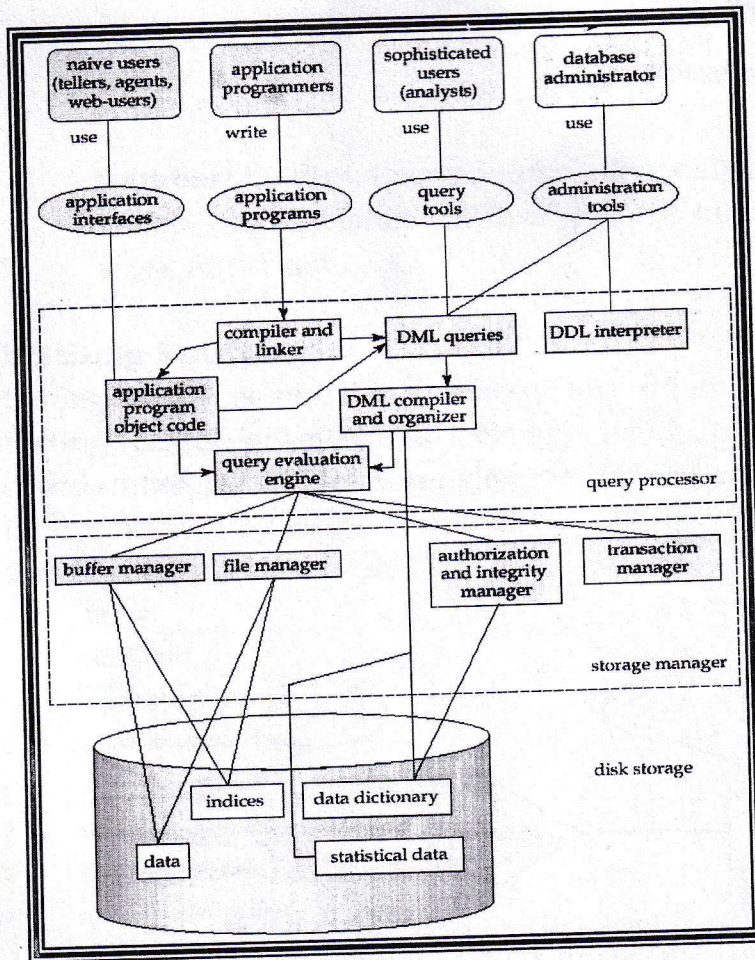 naive users
(tellers, agents,
web-users)
application
programmers
sophisticated
users
(analysts)
database
administrator
use
write
use
use
application
interfaces
application
programs
query
tools
administration
tools
compiler and
linker
DML queries
DDL interpreter
application
program
object code
DML compiler
and organizer
query evaluation
engine
query processor
buffer manager
file manager
authorization
and integrity
manager
transaction
manager
storage manager
disk storage
indices
data dictionary
data
statistical data